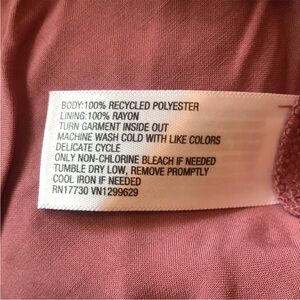 BODY:100% RECYCLED POLYESTER
LINING:100% RAYON
TURN GARMENT INSIDE OUT
MACHINE WASH COLD WITH LIKE COLORS
DELICATE CYCLE
ONLY NON-CHLORINE BLEACH IF NEEDED
TUMBLE DRY LOW, REMOVE PROMPTLY
COOL IRON IF NEEDED
RN17730 VN1299629